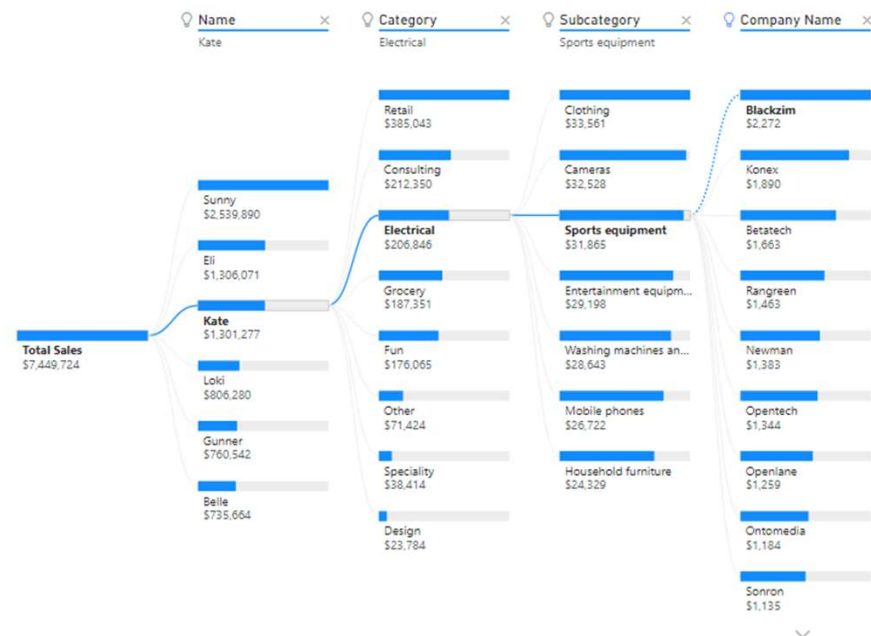 Name
Kate
Category
Electrical
Subcategory
Sports equipment
Company Name
Total Sales
$7,449,724
Sunny
$2,539,890
Eli
$1,306,071
Kate
$1,301,277
Loki
$806,280
Gunner
$760,542
Belle
$735,664
Retail
$385,043
Consulting
$212,350
Electrical
$206,846
Grocery
$187,351
Fun
$176,065
Other
$71,424
Speciality
$38,414
Design
$23,784
Clothing
$33,561
Cameras
$32,528
Sports equipment
$31,865
Entertainment equipm...
$29,198
Washing machines an...
$28,643
Mobile phones
$26,722
Household furniture
$24,329
Blackzim
$2,272
Konex
$1,890
Betatech
$1,663
Rangreen
$1,463
Newman
$1,383
Opentech
$1,344
Openlane
$1,259
Ontomedia
$1,184
Sonron
$1,135